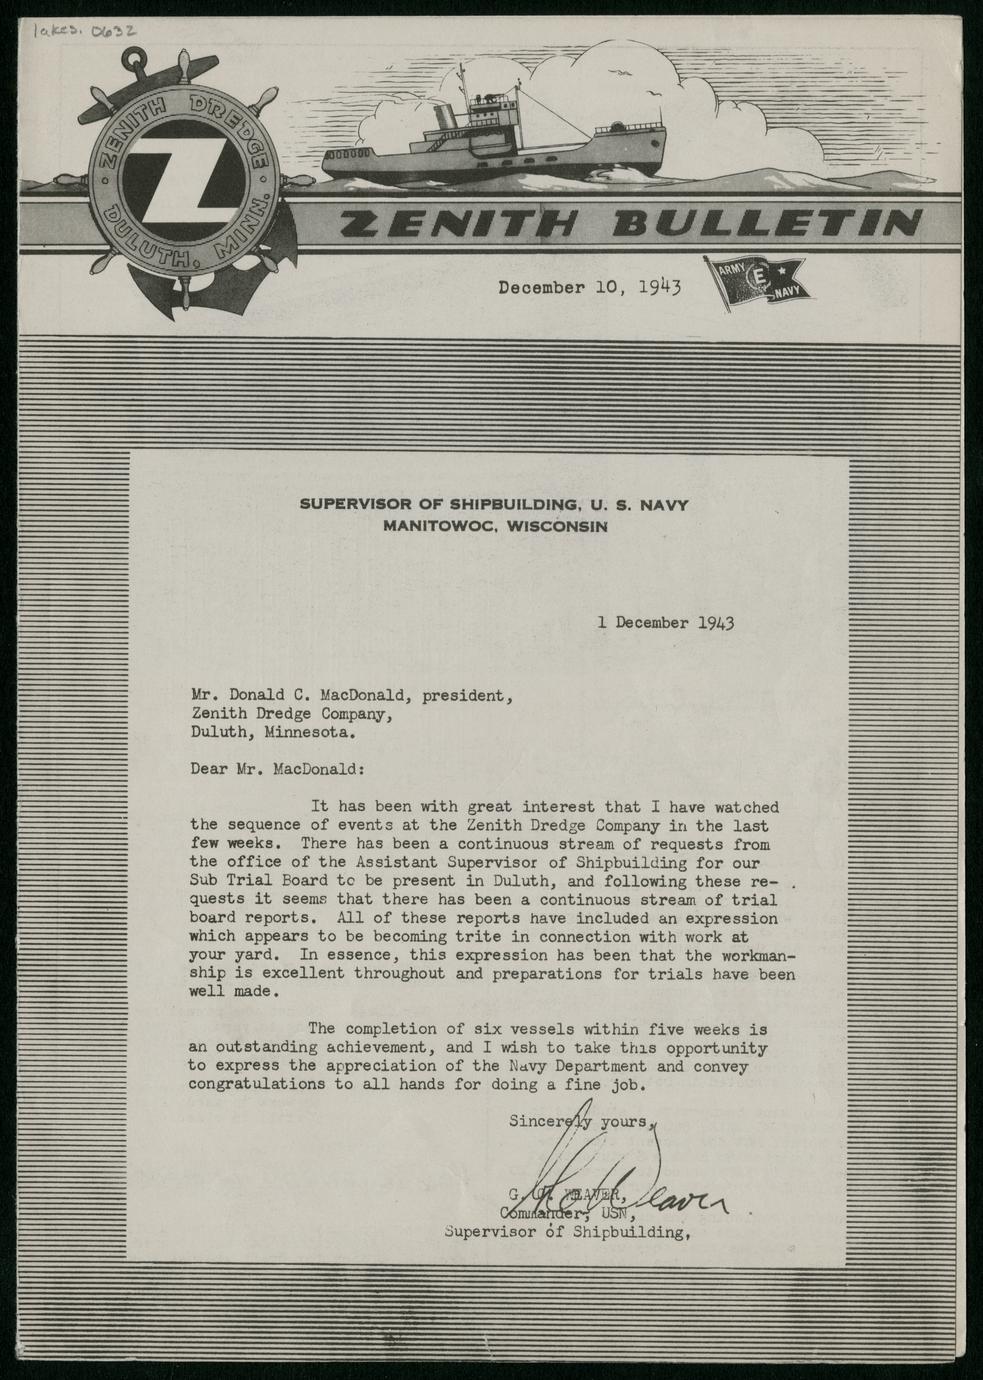 lakes. 0632
ZENITH DREDGE
DULUTH, MINN.
Z
ZENITH BULLETIN
December 10, 1943
ARMY E NAVY
SUPERVISOR OF SHIPBUILDING, U. S. NAVY
MANITOWOC, WISCONSIN
1 December 1943
Mr. Donald C. MacDonald, president,
Zenith Dredge Company,
Duluth, Minnesota.
Dear Mr. MacDonald:
It has been with great interest that I have watched
the sequence of events at the Zenith Dredge Company in the last
few weeks. There has been a continuous stream of requests from
the office of the Assistant Supervisor of Shipbuilding for our
Sub Trial Board to be present in Duluth, and following these re-
quests it seems that there has been a continuous stream of trial
board reports. All of these reports have included an expression
which appears to be becoming trite in connection with work at
your yard. In essence, this expression has been that the workman-
ship is excellent throughout and preparations for trials have been
well made.
The completion of six vessels within five weeks is
an outstanding achievement, and I wish to take this opportunity
to express the appreciation of the Navy Department and convey
congratulations to all hands for doing a fine job.
Sincerely yours,
G. WEAVER,
Commander, USN,
Supervisor of Shipbuilding,